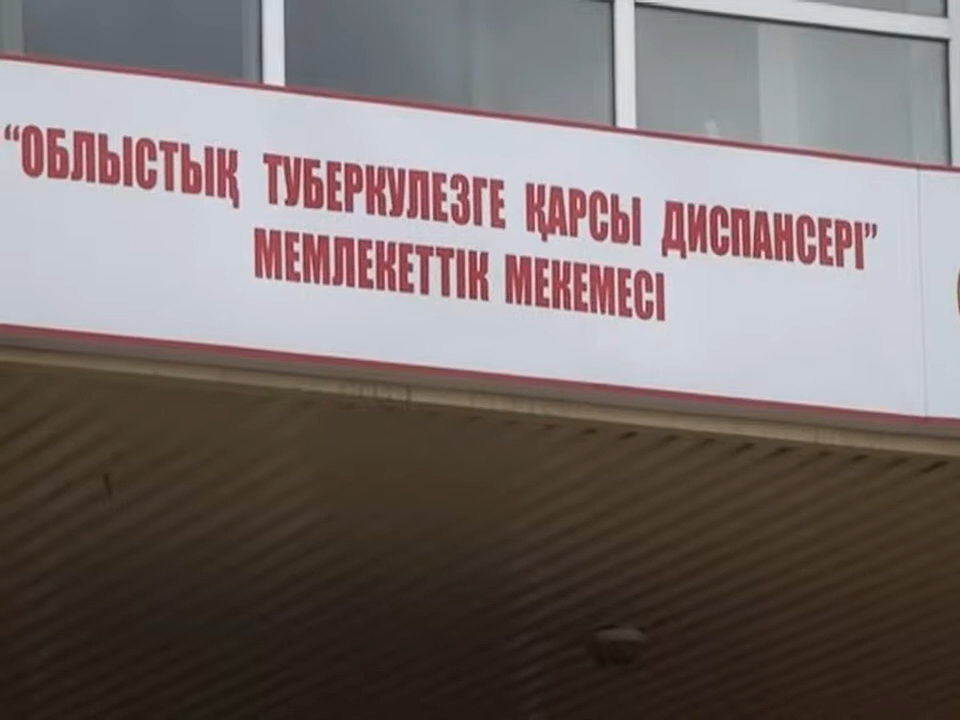 “ОБЛЫСТЫҚ ТУБЕРКУЛЕЗГЕ ҚАРСЫ ДИСПАНСЕРІ”
МЕМЛЕКЕТТІК МЕКЕМЕСІ